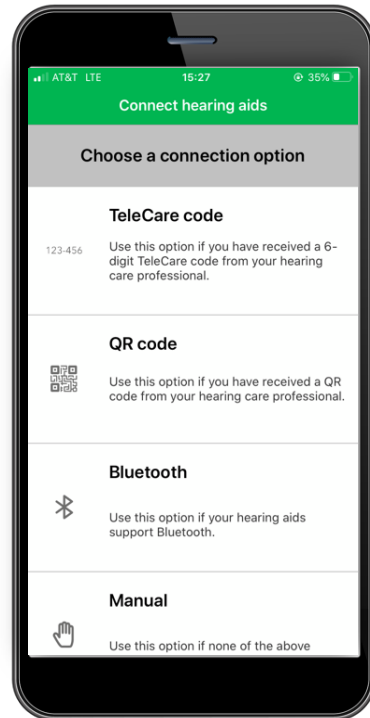 AT&T LTE 15:27 35%
Connect hearing aids
Choose a connection option
TeleCare code
123-456
Use this option if you have received a 6-
digit TeleCare code from your hearing
care professional.
QR code
Use this option if you have received a QR
code from your hearing care professional.
Bluetooth
Use this option if your hearing aids
support Bluetooth.
Manual
Use this option if none of the above